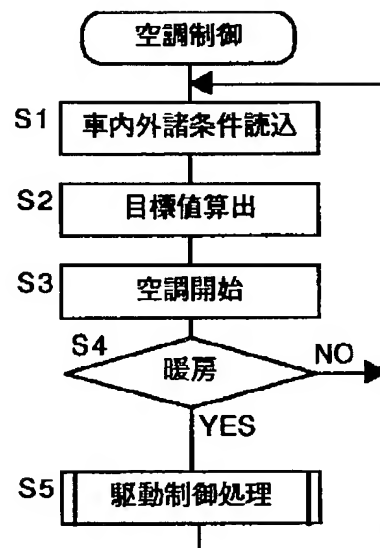 空調制御
S1 車内外諸条件読込
S2 目標値算出
S3 空調開始
S4
暖房 NO
YES
S5 駆動制御処理